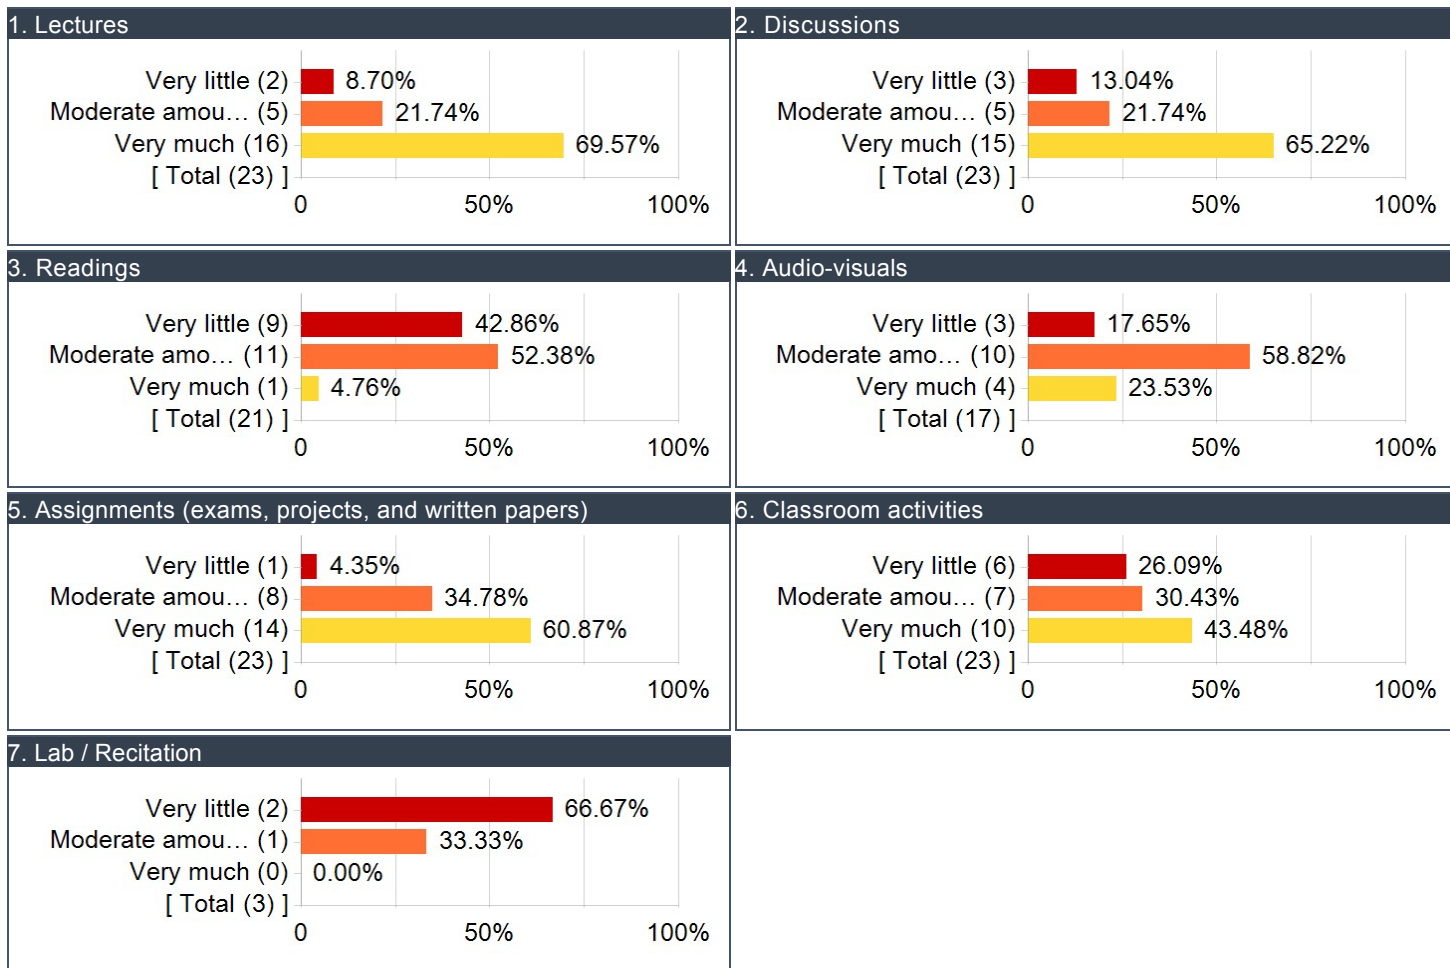 1. Lectures
Very little (2) 8.70%
Moderate amou... (5) 21.74%
Very much (16) 69.57%
[ Total (23) ]
0 50% 100%
2. Discussions
Very little (3) 13.04%
Moderate amou... (5) 21.74%
Very much (15) 65.22%
[ Total (23) ]
0 50% 100%
3. Readings
Very little (9) 42.86%
Moderate amo... (11) 52.38%
Very much (1) 4.76%
[ Total (21) ]
0 50% 100%
4. Audio-visuals
Very little (3) 17.65%
Moderate amo... (10) 58.82%
Very much (4) 23.53%
[ Total (17) ]
0 50% 100%
5. Assignments (exams, projects, and written papers)
Very little (1) 4.35%
Moderate amou... (8) 34.78%
Very much (14) 60.87%
[ Total (23) ]
0 50% 100%
6. Classroom activities
Very little (6) 26.09%
Moderate amou... (7) 30.43%
Very much (10) 43.48%
[ Total (23) ]
0 50% 100%
7. Lab / Recitation
Very little (2) 66.67%
Moderate amou... (1) 33.33%
Very much (0) 0.00%
[ Total (3) ]
0 50% 100%